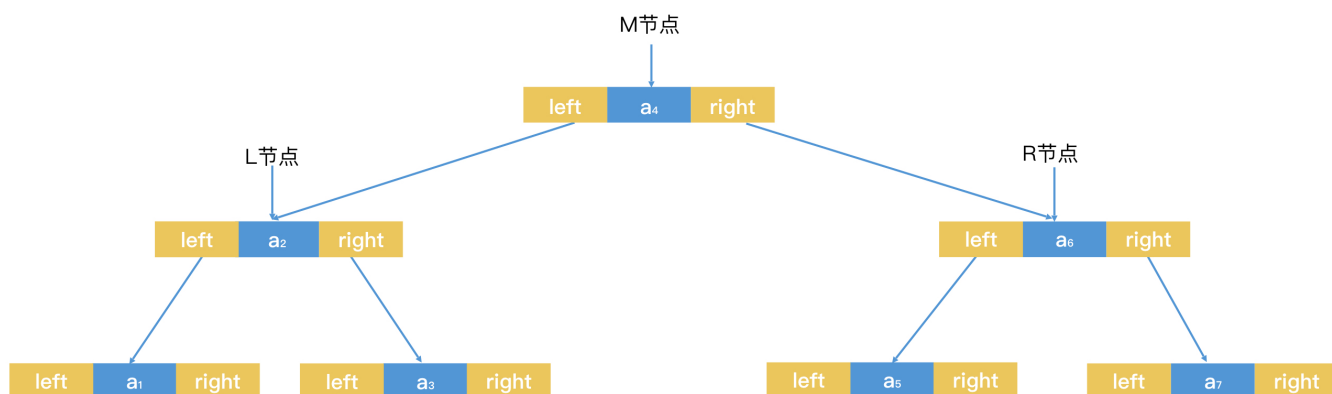 M节点
left a₄ right
L节点
R节点
left a₂ right
left a₆ right
left a₁ right
left a₃ right
left a₅ right
left a₇ right